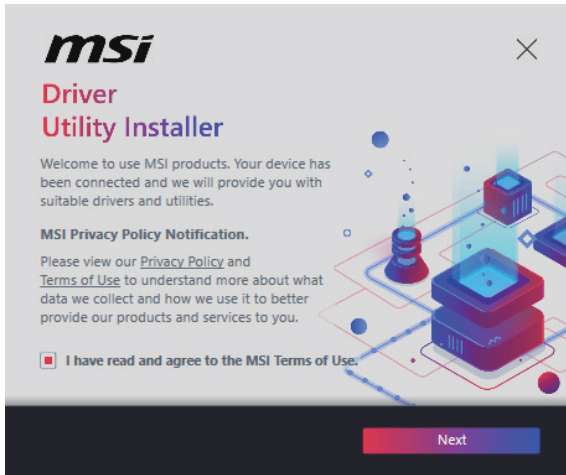 msi
Driver
Utility Installer
Welcome to use MSI products. Your device has
been connected and we will provide you with
suitable drivers and utilities.
MSI Privacy Policy Notification.
Please view our Privacy Policy and
Terms of Use to understand more about what
data we collect and how we use it to better
provide our products and services to you.
I have read and agree to the MSI Terms of Use.
Next